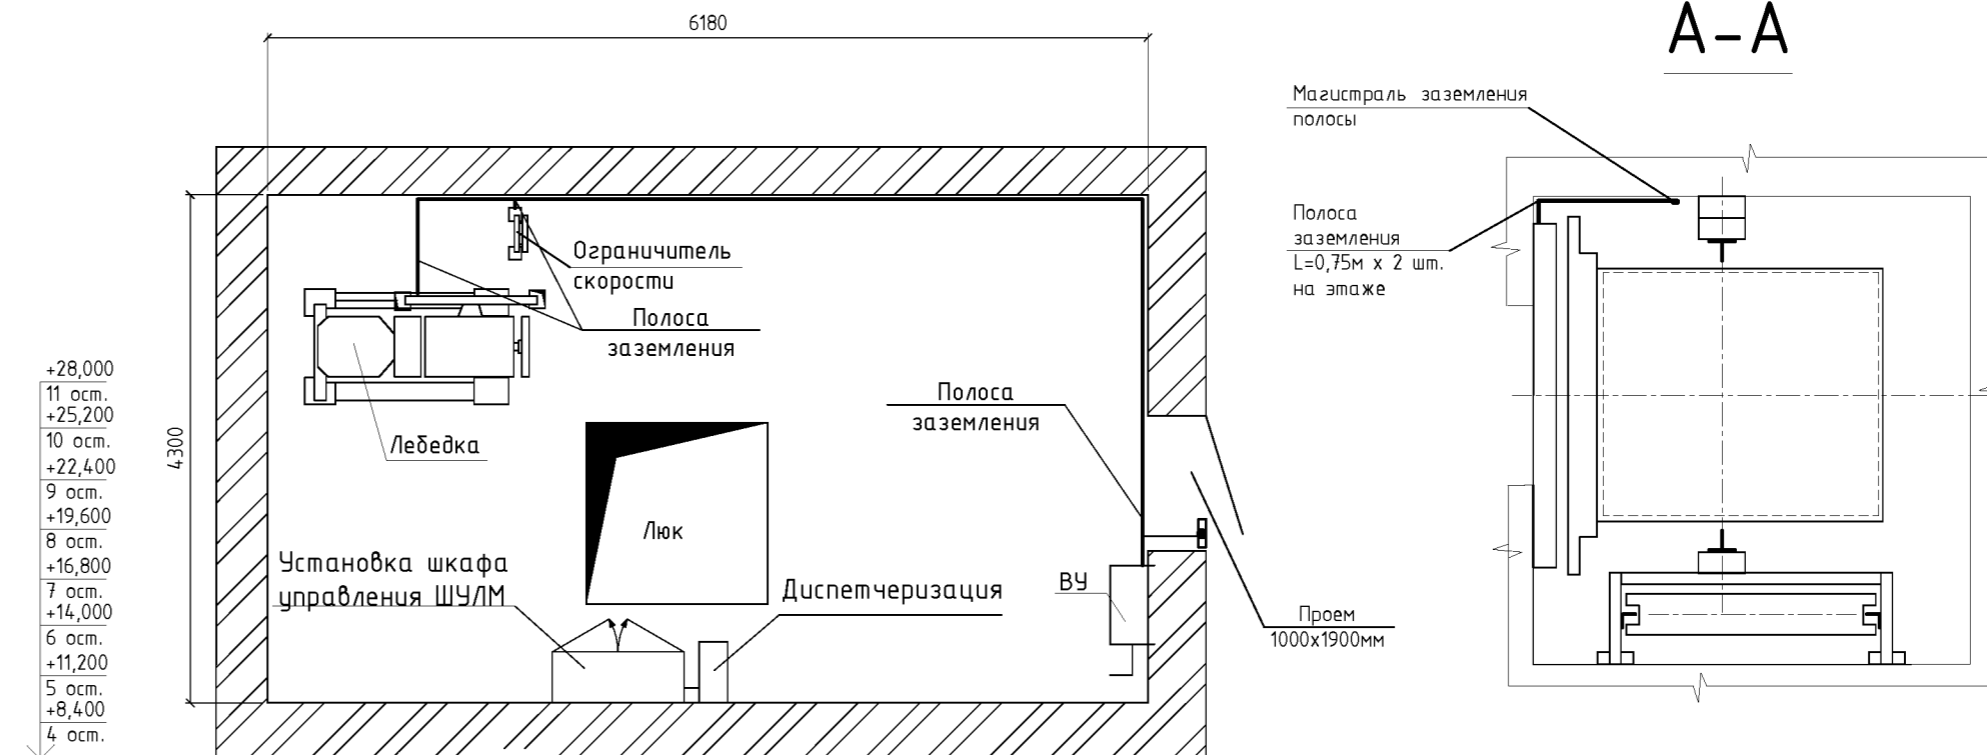 6180
А-А
Магистраль заземления
полосы
Полоса
заземления
L=0,75м х 2 шт.
на этаже
Ограничитель
скорости
Полоса
заземления
Полоса
заземления
4300
Лебедка
Люк
Установка шкафа
управления ШУЛМ
Диспетчеризация
ВУ
Проем
1000х1900мм
+28,000
11 ост.
+25,200
10 ост.
+22,400
9 ост.
+19,600
8 ост.
+16,800
7 ост.
+14,000
6 ост.
+11,200
5 ост.
+8,400
4 ост.